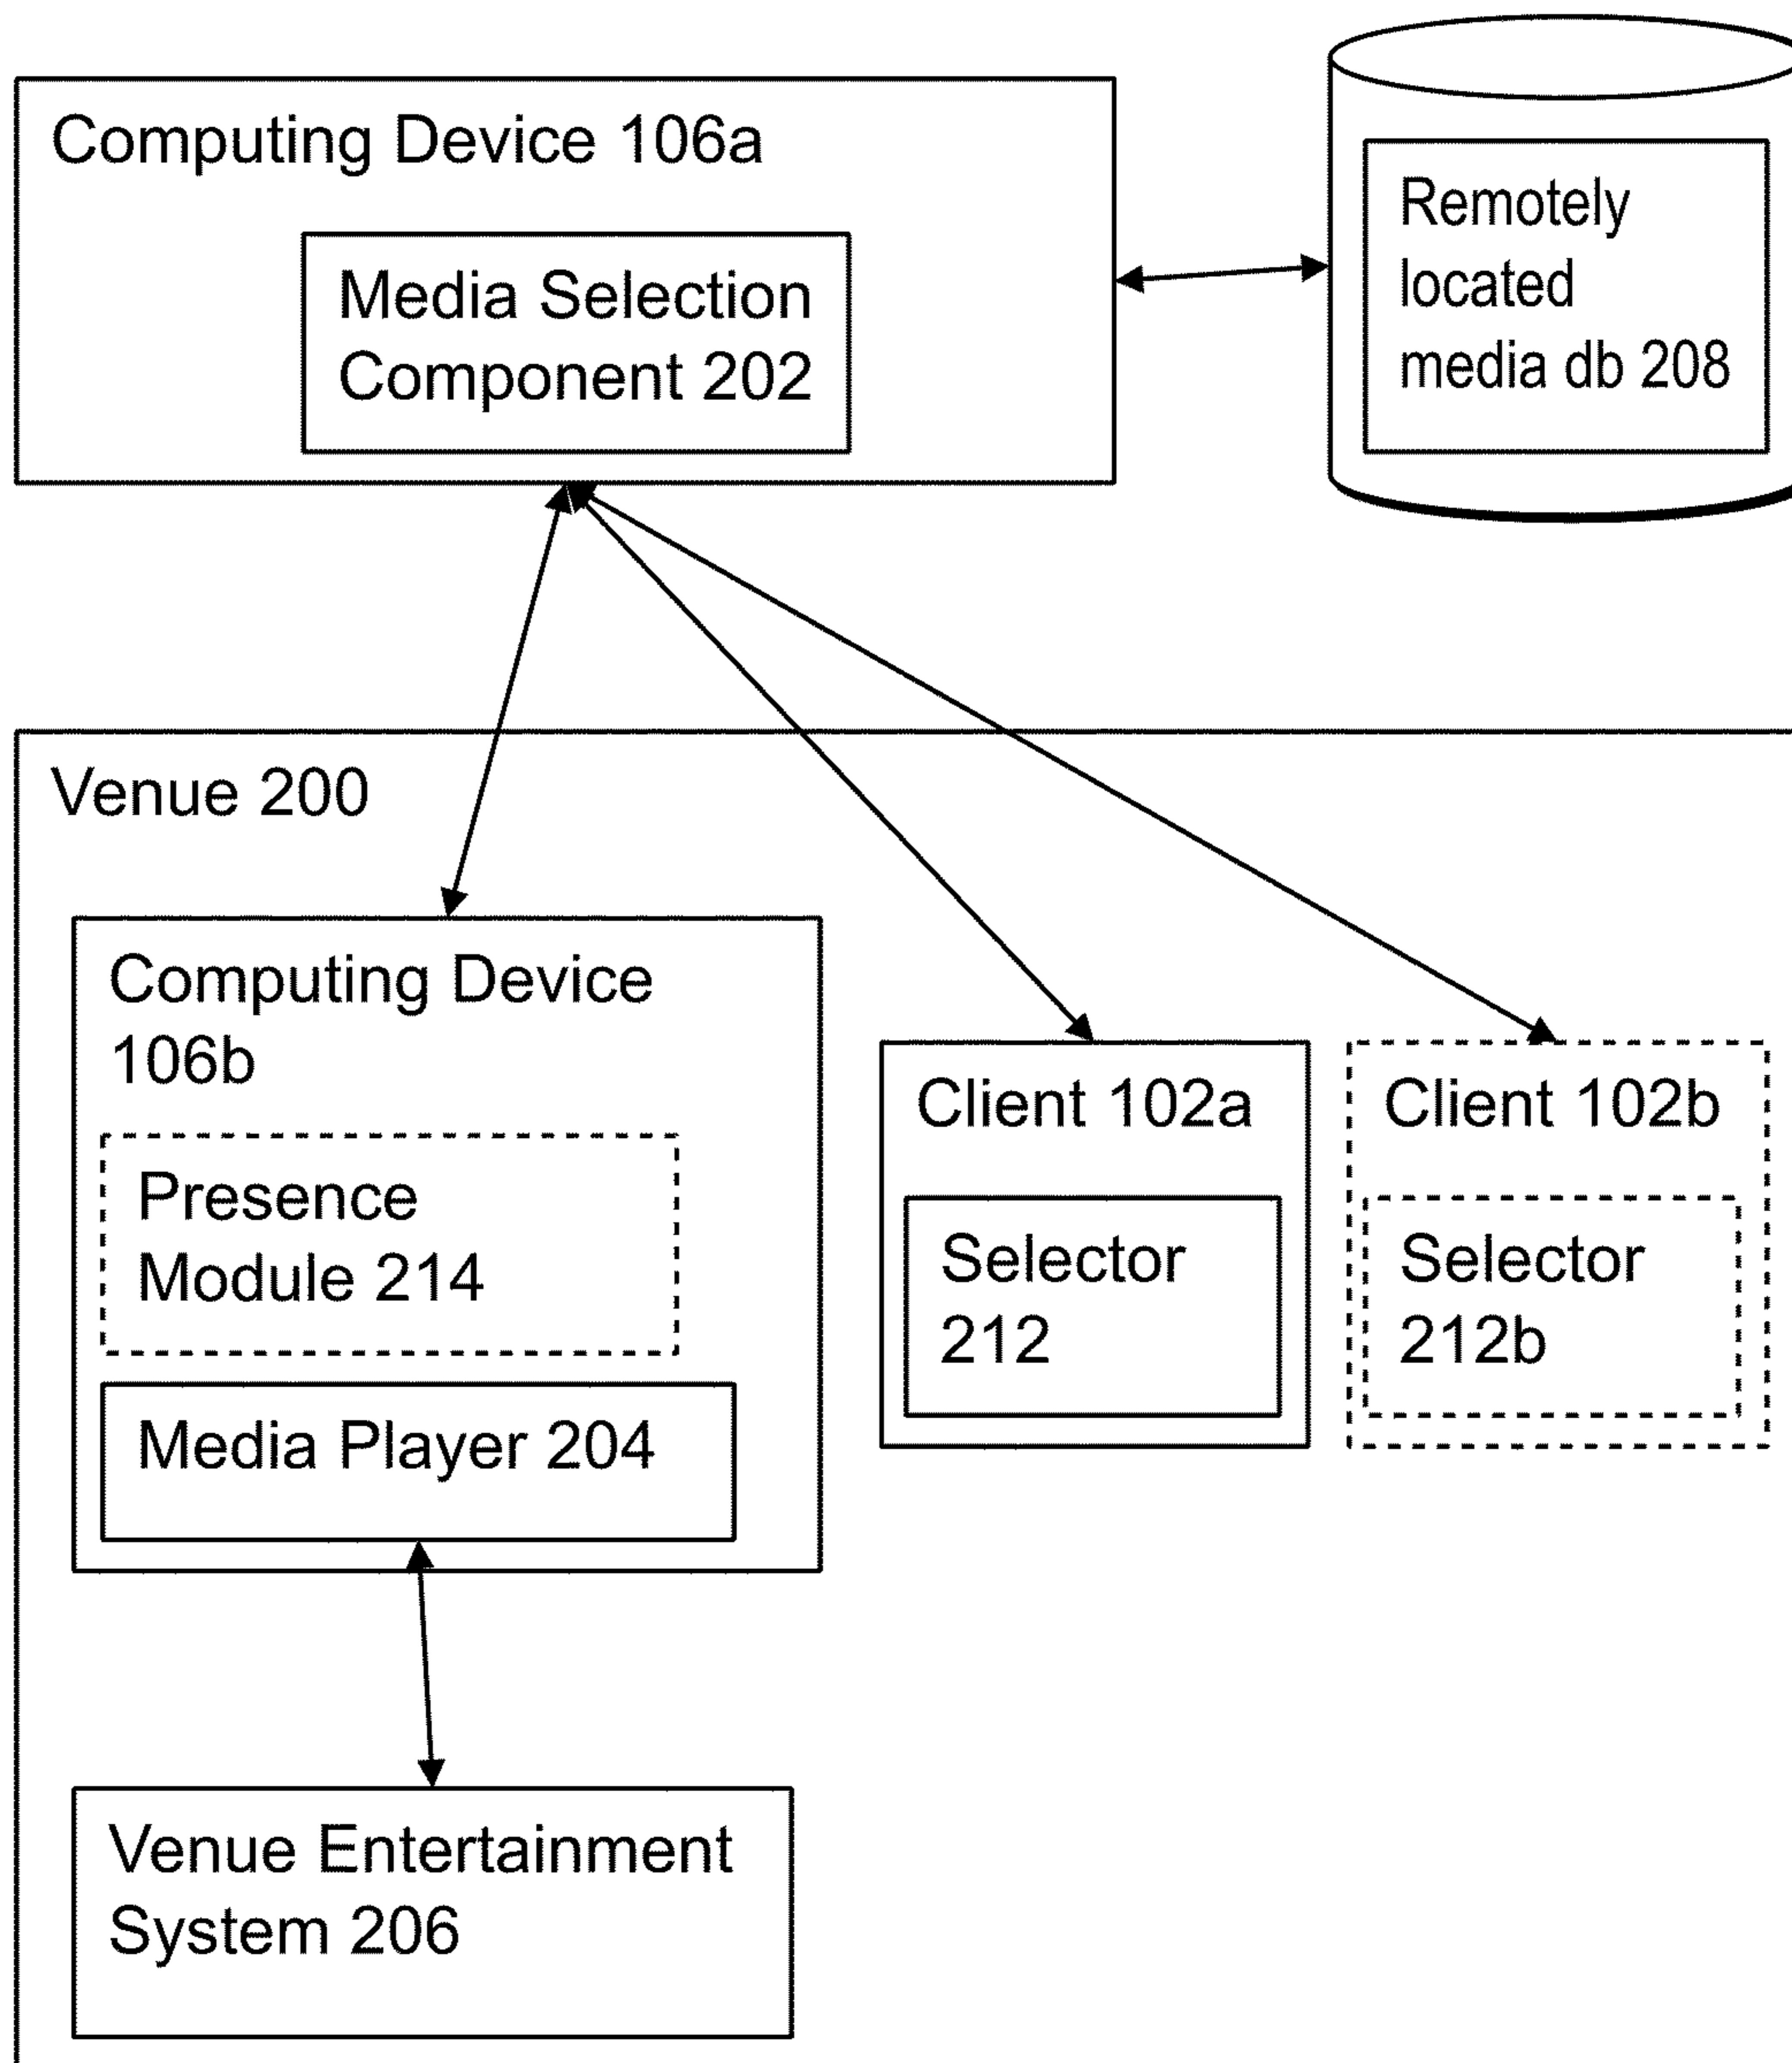 Computing Device 106a
Media Selection
Component 202
Remotely
located
media db 208
Venue 200
Computing Device
106b
Presence
Module 214
Media Player 204
Client 102a
Selector
212
Client 102b
Selector
212b
Venue Entertainment
System 206